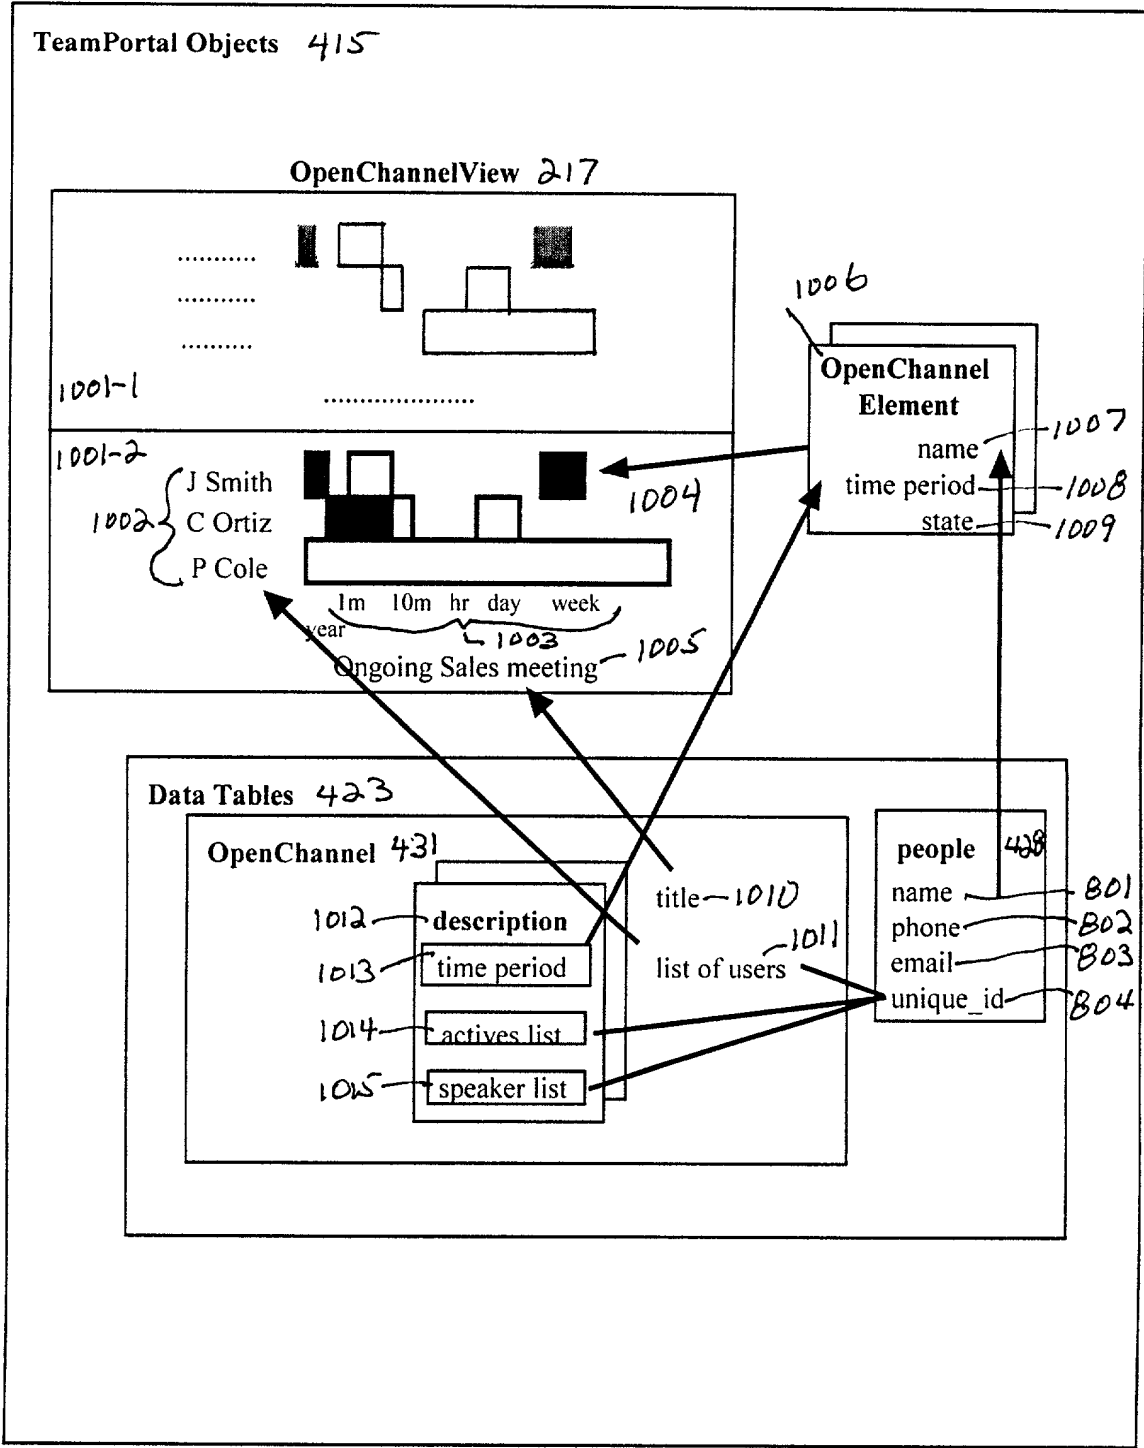 TeamPortal Objects 415
OpenChannelView 217
...........
...........
..........
1001-1
.....................
1001-2
J Smith
1002
C Ortiz
P Cole
1m 10m hr day week
year
1003
Ongoing Sales meeting 1005
1004
1006
OpenChannel
Element
name 1007
time period 1008
state 1009
Data Tables 423
OpenChannel 431
1012 description
1013 time period
1014 actives list
1015 speaker list
title 1010
1011
list of users
people 428
name 801
phone 802
email 803
unique_id 804